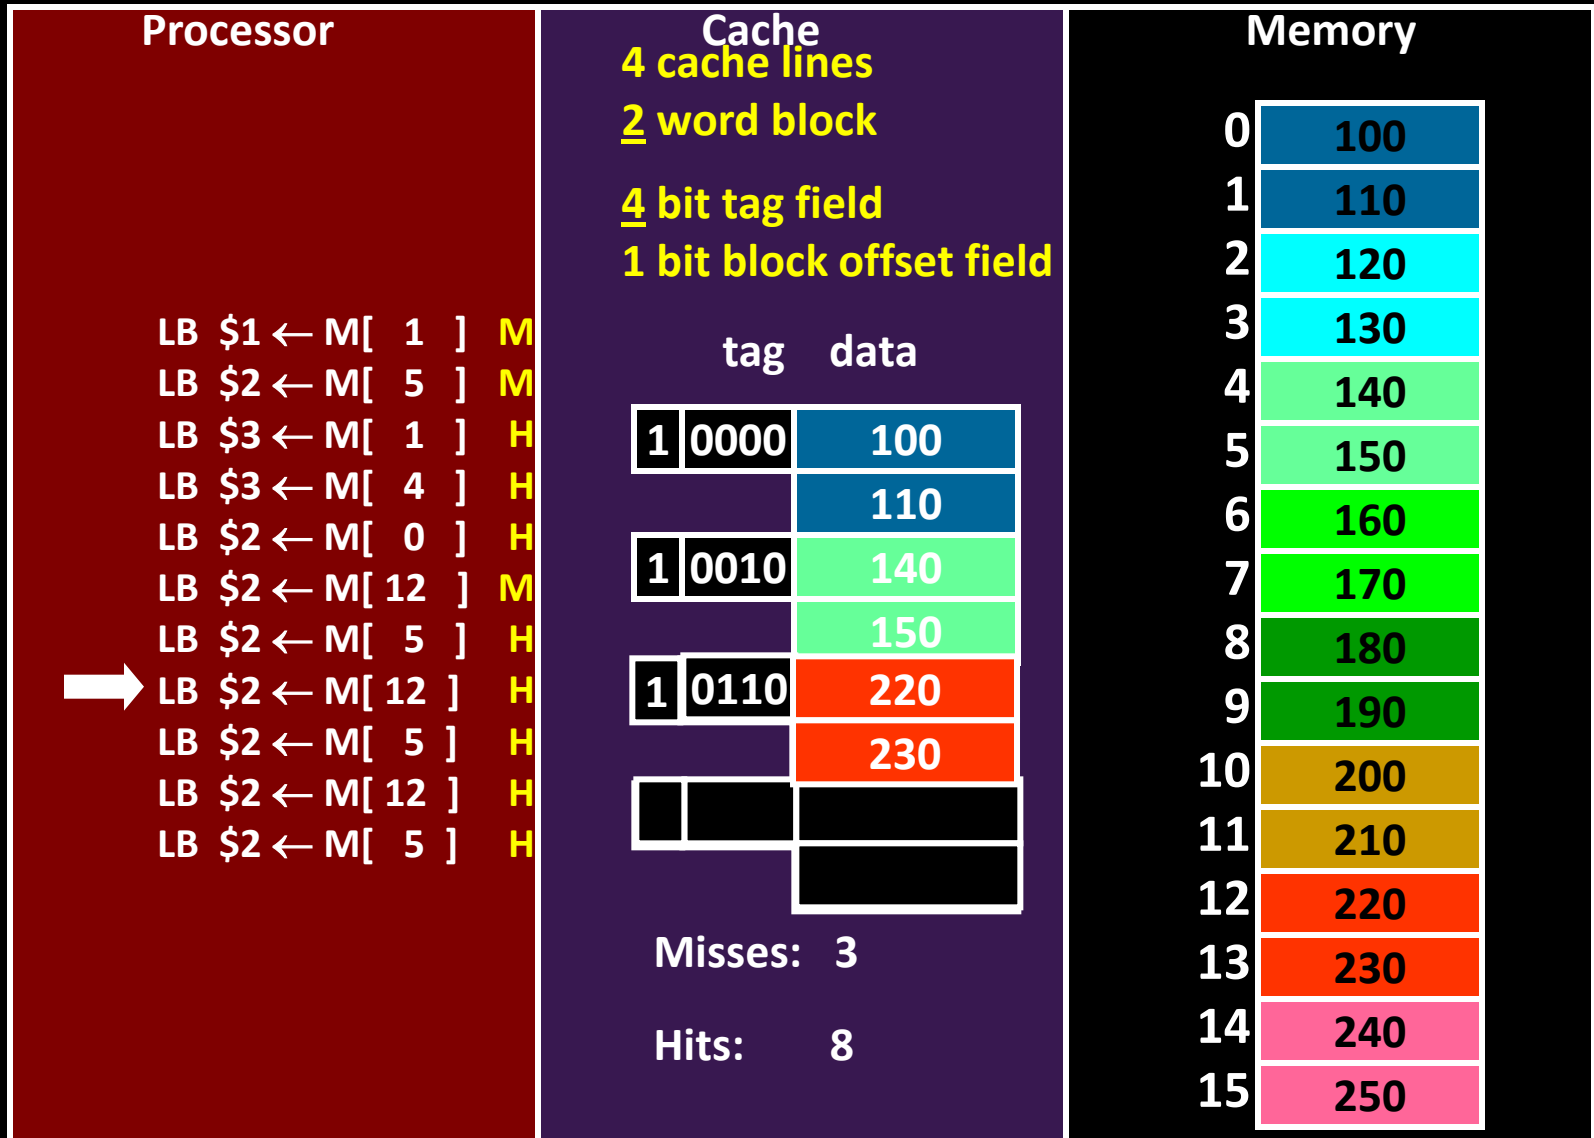 Processor
LB $1 ← M[ 1 ] M
LB $2 ← M[ 5 ] M
LB $3 ← M[ 1 ] H
LB $3 ← M[ 4 ] H
LB $2 ← M[ 0 ] H
LB $2 ← M[ 12 ] M
LB $2 ← M[ 5 ] H
LB $2 ← M[ 12 ] H
LB $2 ← M[ 5 ] H
LB $2 ← M[ 12 ] H
LB $2 ← M[ 5 ] H
Cache
4 cache lines
2 word block
4 bit tag field
1 bit block offset field
tag data
1 0000 100
110
1 0010 140
150
1 0110 220
230
Misses: 3
Hits: 8
Memory
0 100
1 110
2 120
3 130
4 140
5 150
6 160
7 170
8 180
9 190
10 200
11 210
12 220
13 230
14 240
15 250